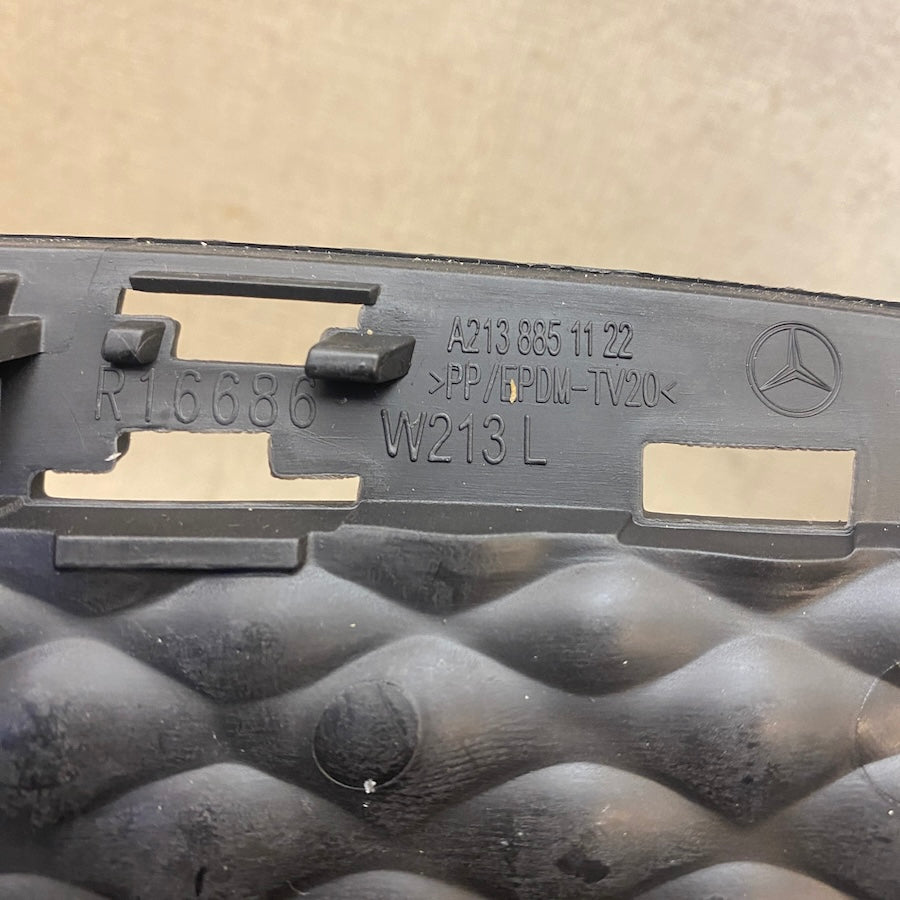 A213 885 11 22
>PP/EPDM-TV20<
R16686
W213 L